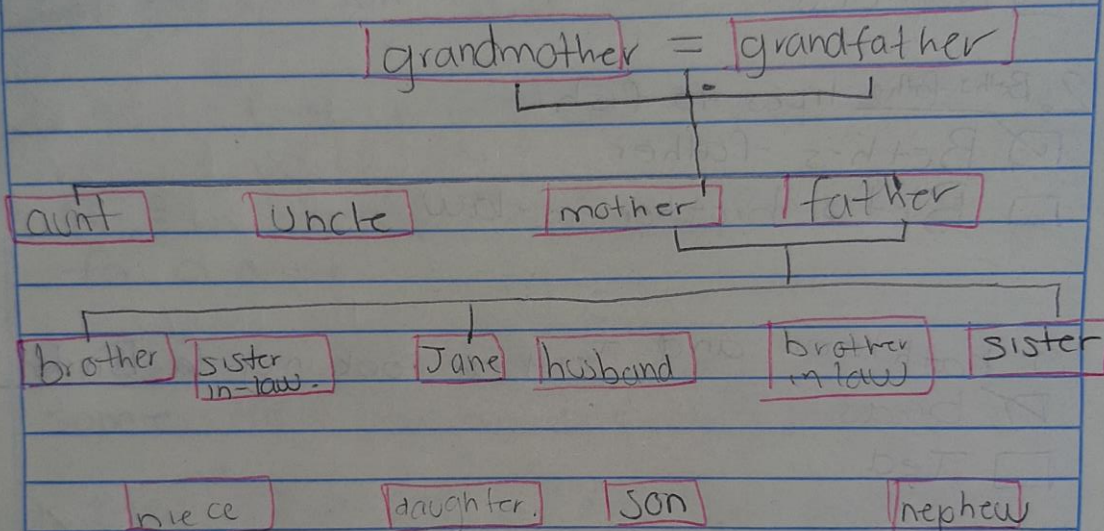 grandmother = grandfather
aunt uncle mother father
brother sister in-law. Jane husband brother in law sister
niece daughter. son nephew